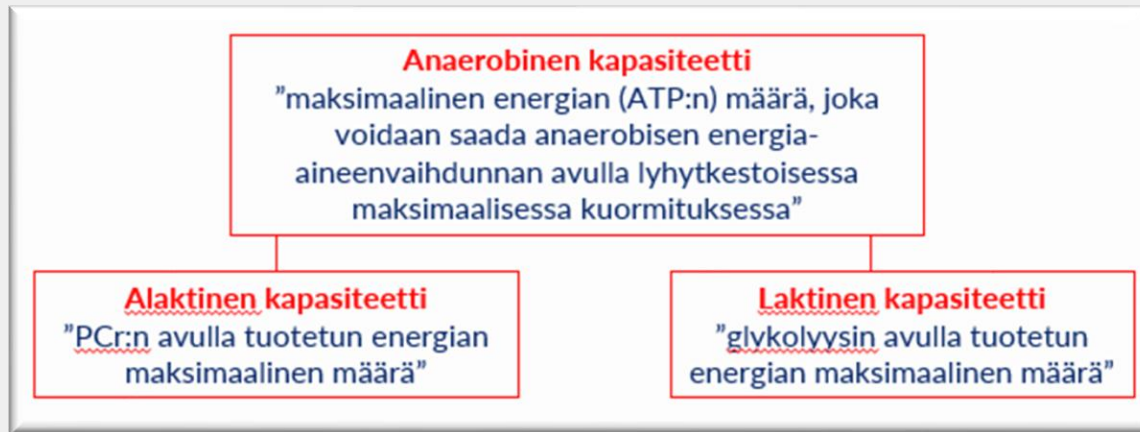 Anaerobinen kapasiteetti
”maksimaalinen energian (ATP:n) määrä, joka
voidaan saada anaerobisen energia-
aineenvaihdunnan avulla lyhytkestoisessa
maksimaalisessa kuormituksessa”
Alaktinen kapasiteetti
”PCr:n avulla tuotetun energian
maksimaalinen määrä”
Laktinen kapasiteetti
”glykolyysin avulla tuotetun
energian maksimaalinen määrä”